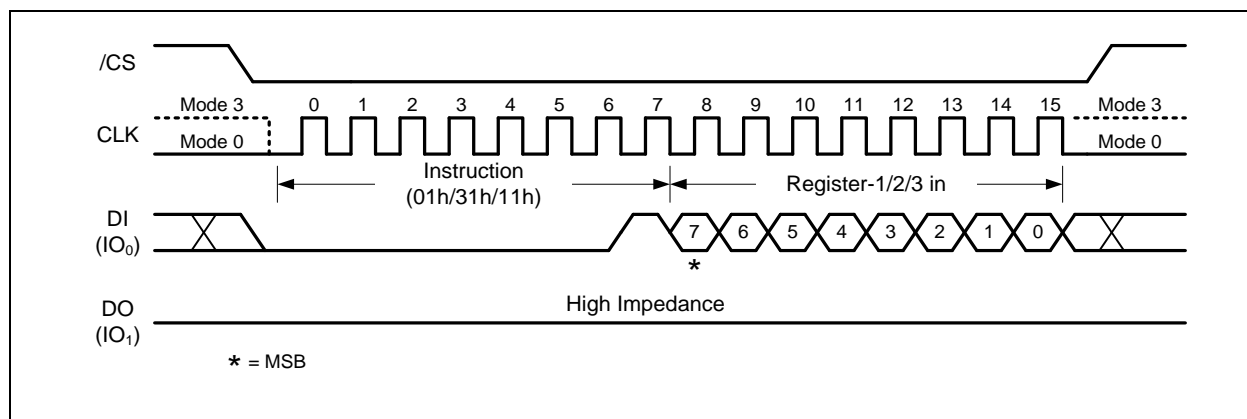 /CS
Mode 3 0 1 2 3 4 5 6 7 8 9 10 11 12 13 14 15 Mode 3
CLK
Mode 0 Mode 0
Instruction
(01h/31h/11h)
Register-1/2/3 in
DI
(IO₀)
7 6 5 4 3 2 1 0
*
High Impedance
DO
(IO₁)
* = MSB